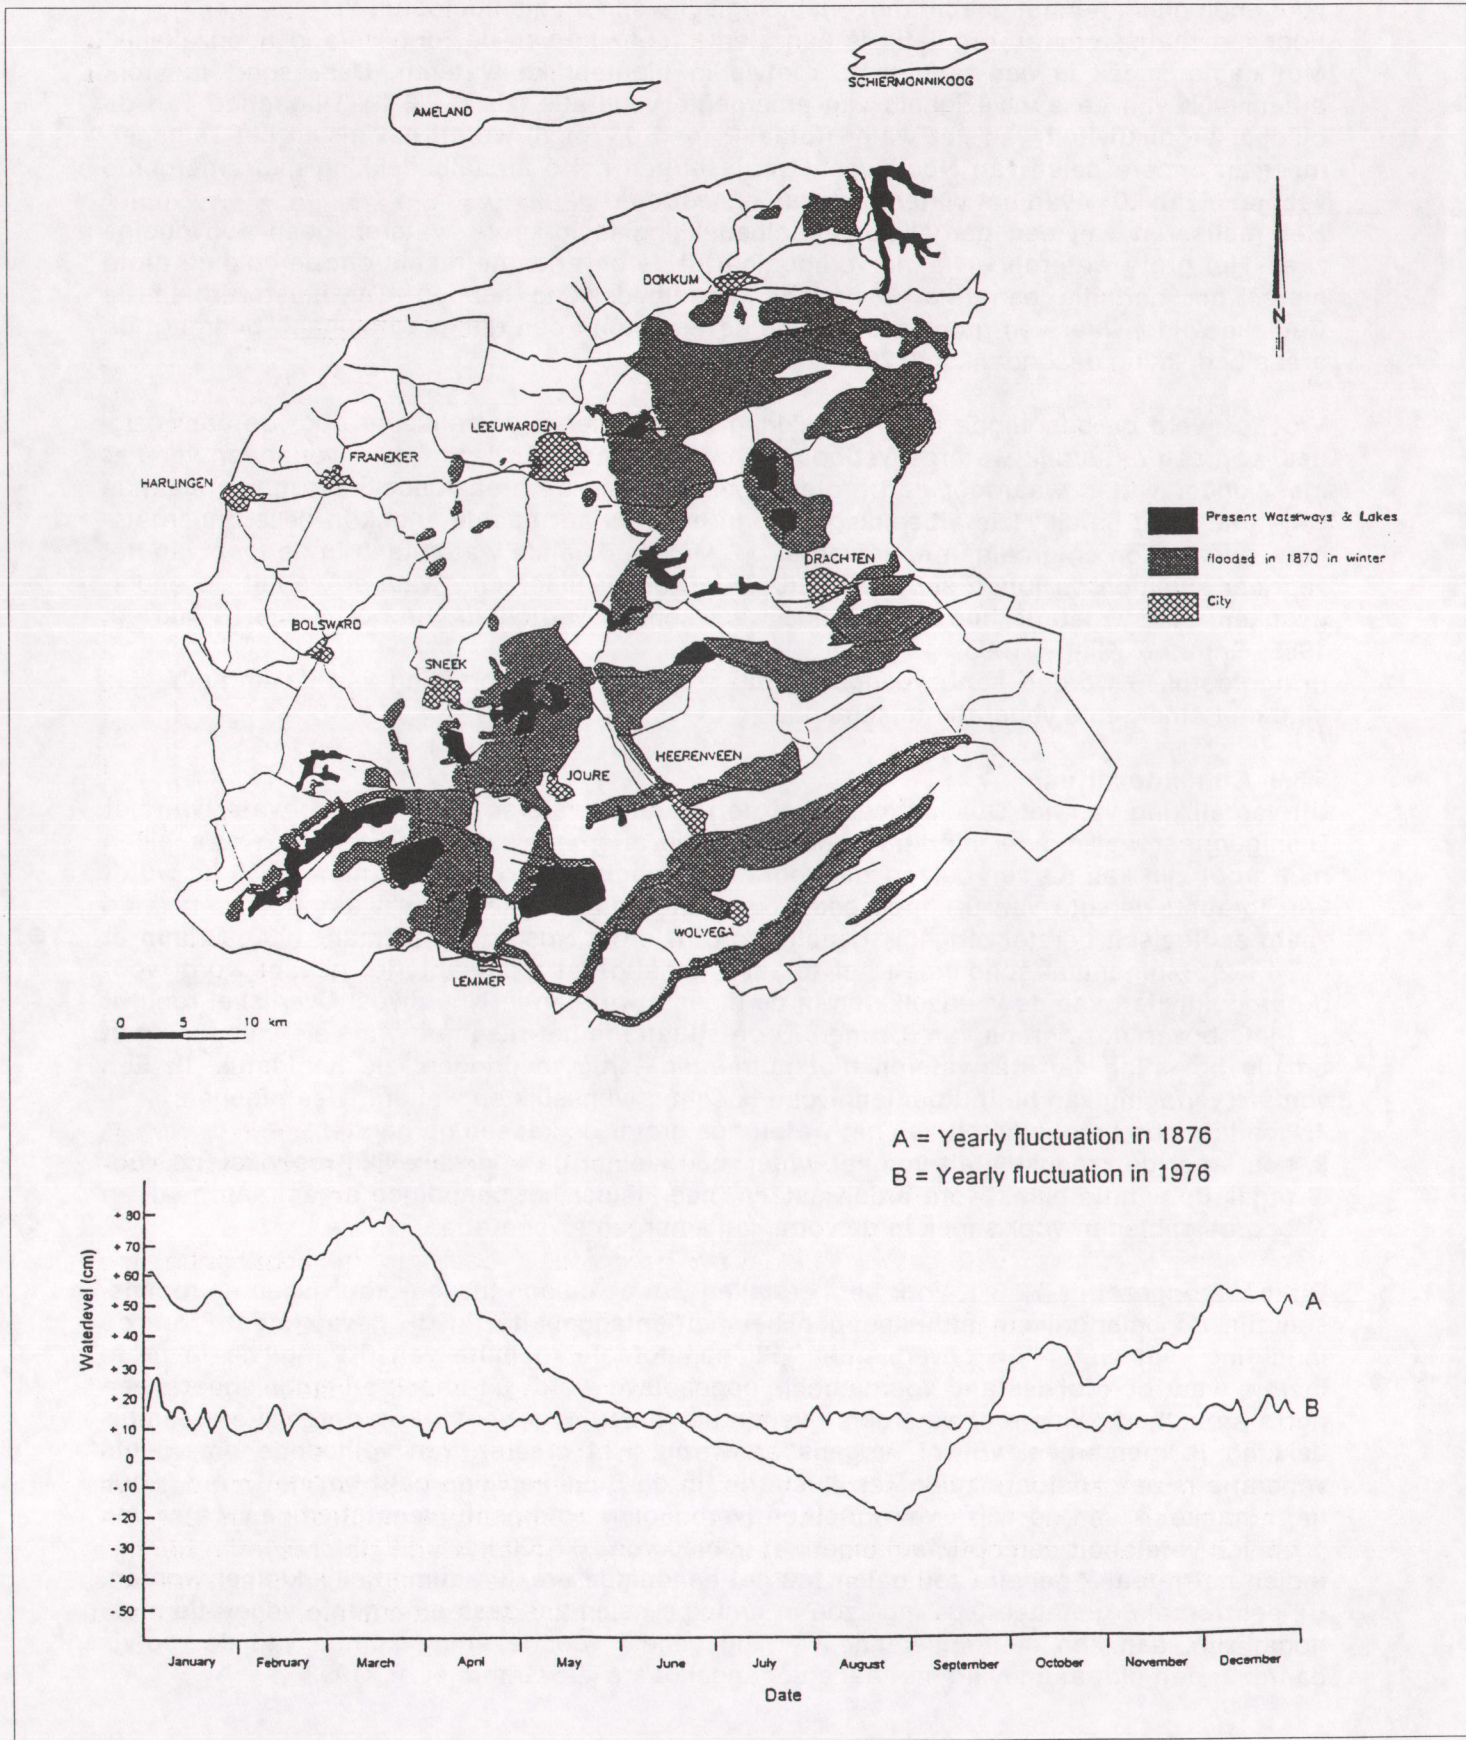 SCHIERMONNIKOOG
AMELAND
DOKKUM
N
LEEUWARDEN
FRANEKER
HARLINGEN
Present Waterways & Lakes
flooded in 1870 in winter
City
DRACHTEN
BOLSWARD
SNEEK
HEERENVEEN
JOURE
WOLVEGA
LEMMER
0 5 10 km
A = Yearly fluctuation in 1876
B = Yearly fluctuation in 1976
Waterlevel (cm)
+ 80
+ 70
+ 60
+ 50
+ 40
+ 30
+ 20
+ 10
0
- 10
- 20
- 30
- 40
- 50
A
B
January February March April May June July August September October November December
Date